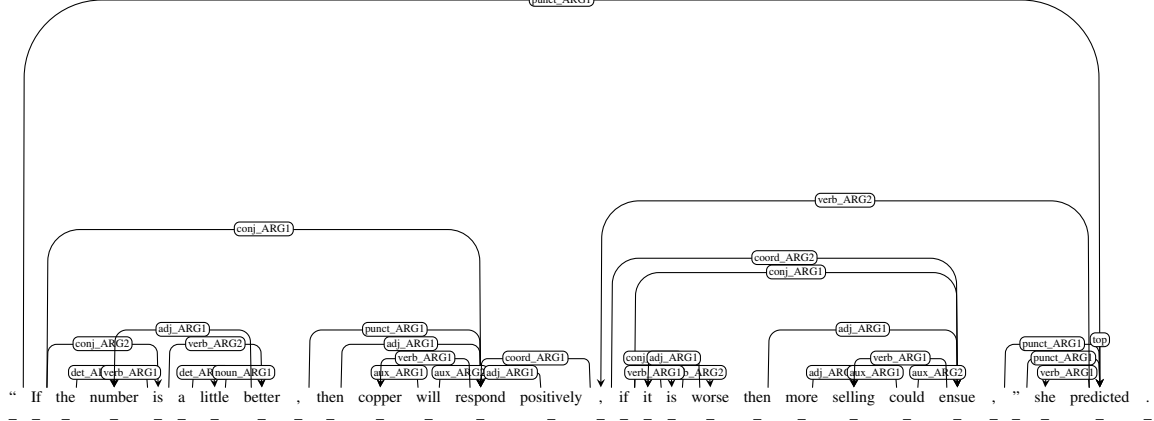 punct_ARG1
verb_ARG2
conj_ARG1
coord_ARG2
conj_ARG1
adj_ARG1 punct_ARG1 adj_ARG1 top
conj_ARG2 verb_ARG2 adj_ARG1 punct_ARG1
verb_ARG1 coord_ARG1 adj_ARG1 verb_ARG1 punct_ARG1
verb_ARG1 noun_ARG1 aux_ARG1 adj_ARG1 verb_ARG1 aux_ARG1 aux_ARG2 verb_ARG1
“ If the number is a little better , then copper will respond positively , if it is worse then more selling could ensue , ” she predicted .